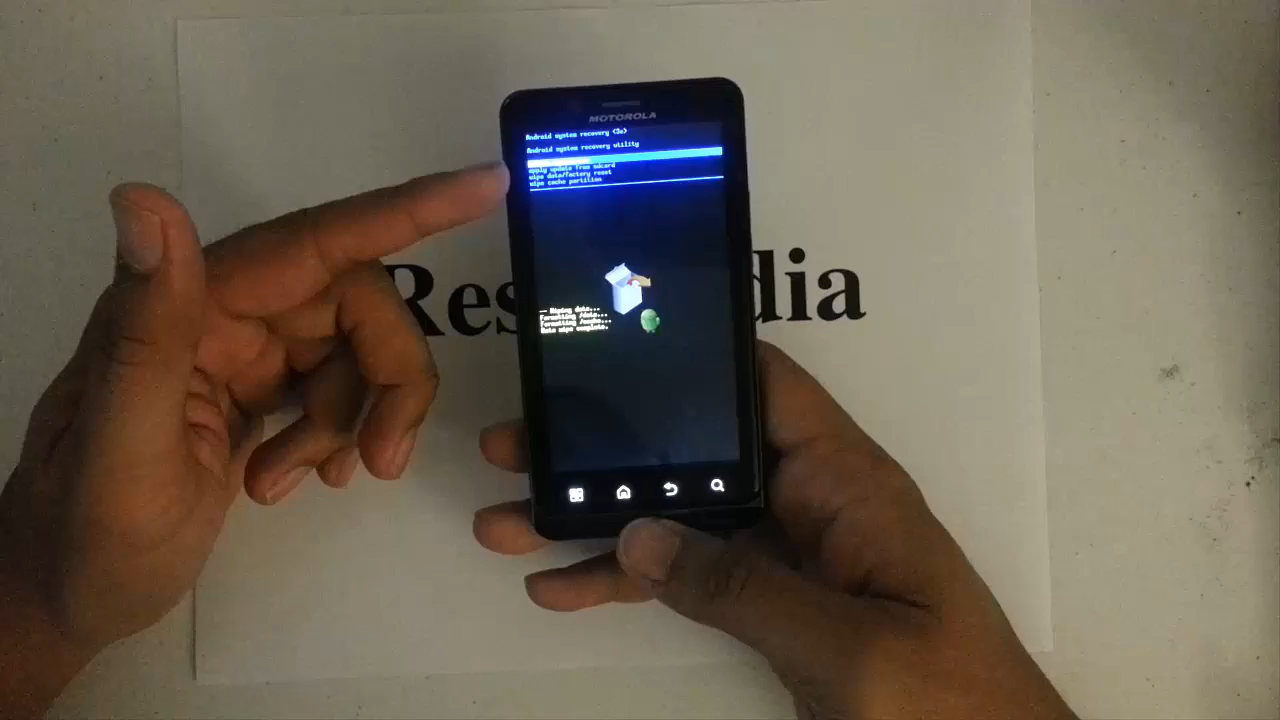 MOTOROLA
Android system recovery <3e>
Android system recovery utility
apply update from sdcard
wipe data/factory reset
wipe cache partition
Res
dia
-- Wiping data...
Formatting /data...
Formatting /cache...
Data wipe complete.